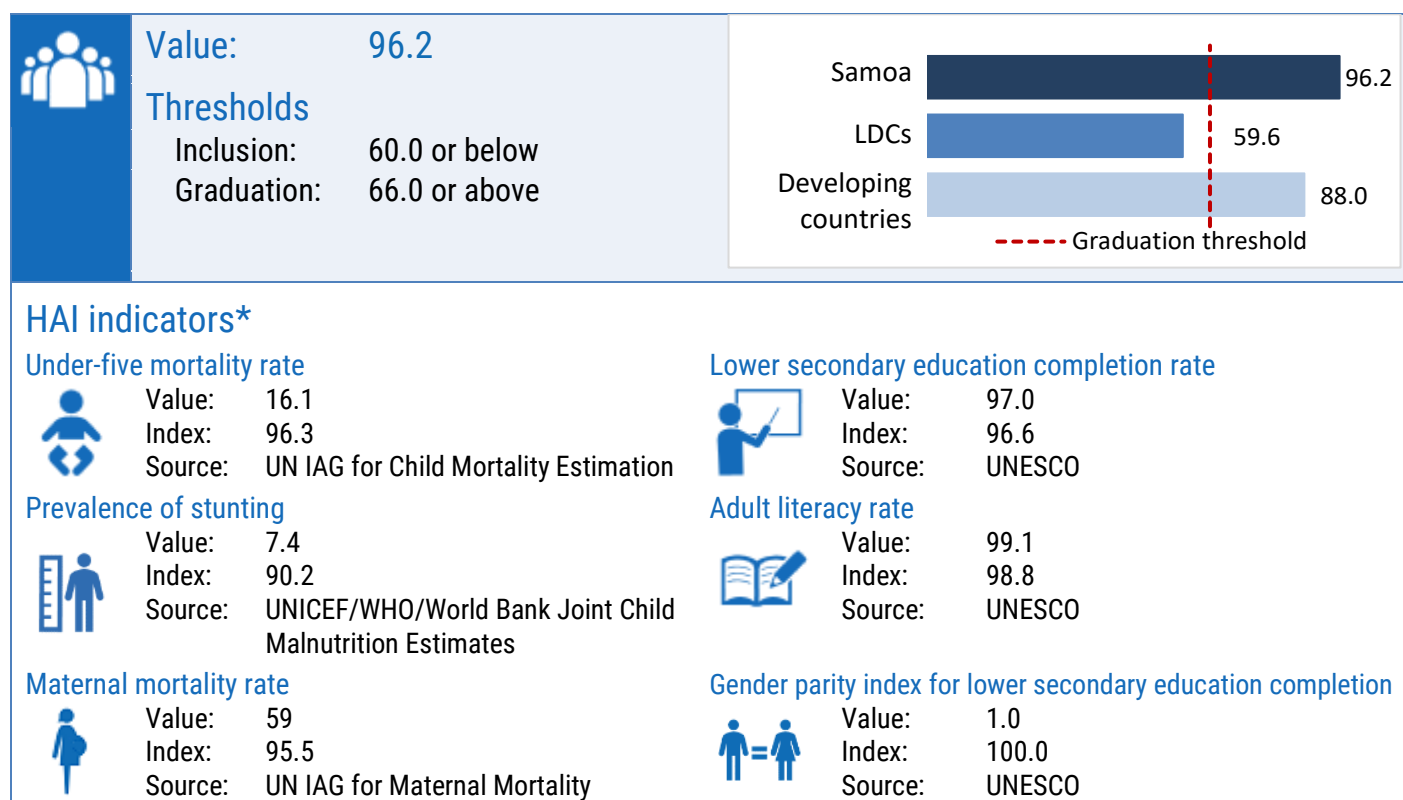 Value: 96.2
Thresholds
Inclusion: 60.0 or below
Graduation: 66.0 or above
Samoa 96.2
LDCs 59.6
Developing
countries 88.0
Graduation threshold
HAI indicators*
Under-five mortality rate
Value: 16.1
Index: 96.3
Source: UN IAG for Child Mortality Estimation
Prevalence of stunting
Value: 7.4
Index: 90.2
Source: UNICEF/WHO/World Bank Joint Child
Malnutrition Estimates
Maternal mortality rate
Value: 59
Index: 95.5
Source: UN IAG for Maternal Mortality
Lower secondary education completion rate
Value: 97.0
Index: 96.6
Source: UNESCO
Adult literacy rate
Value: 99.1
Index: 98.8
Source: UNESCO
Gender parity index for lower secondary education completion
Value: 1.0
Index: 100.0
Source: UNESCO